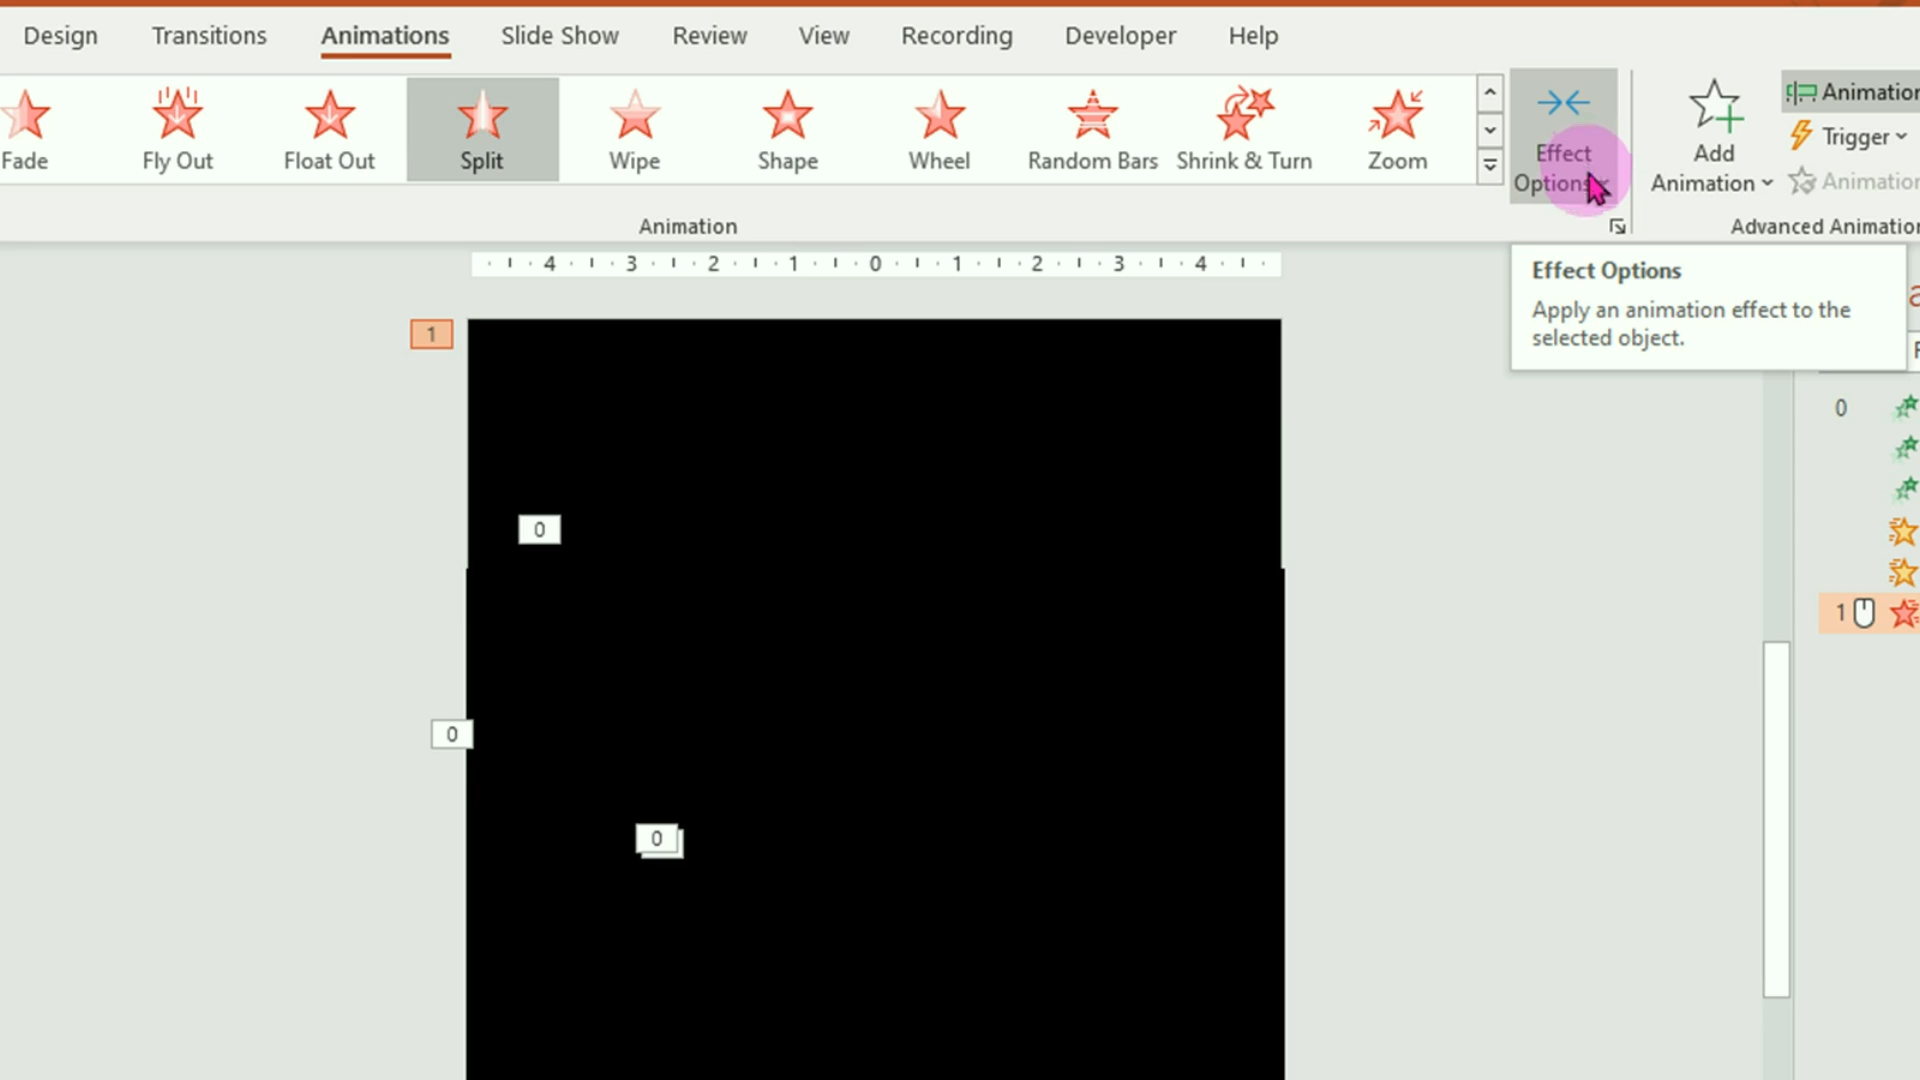 Design Transitions Animations Slide Show Review View Recording Developer Help
Fade Fly Out Float Out Split Wipe Shape Wheel Random Bars Shrink & Turn Zoom
Effect
Options
Add
Animation
Animation
Trigger
Animation
Animation
Advanced Animation
4 3 2 1 0 1 2 3 4
Effect Options
Apply an animation effect to the
selected object.
1
0
0
0
0
1